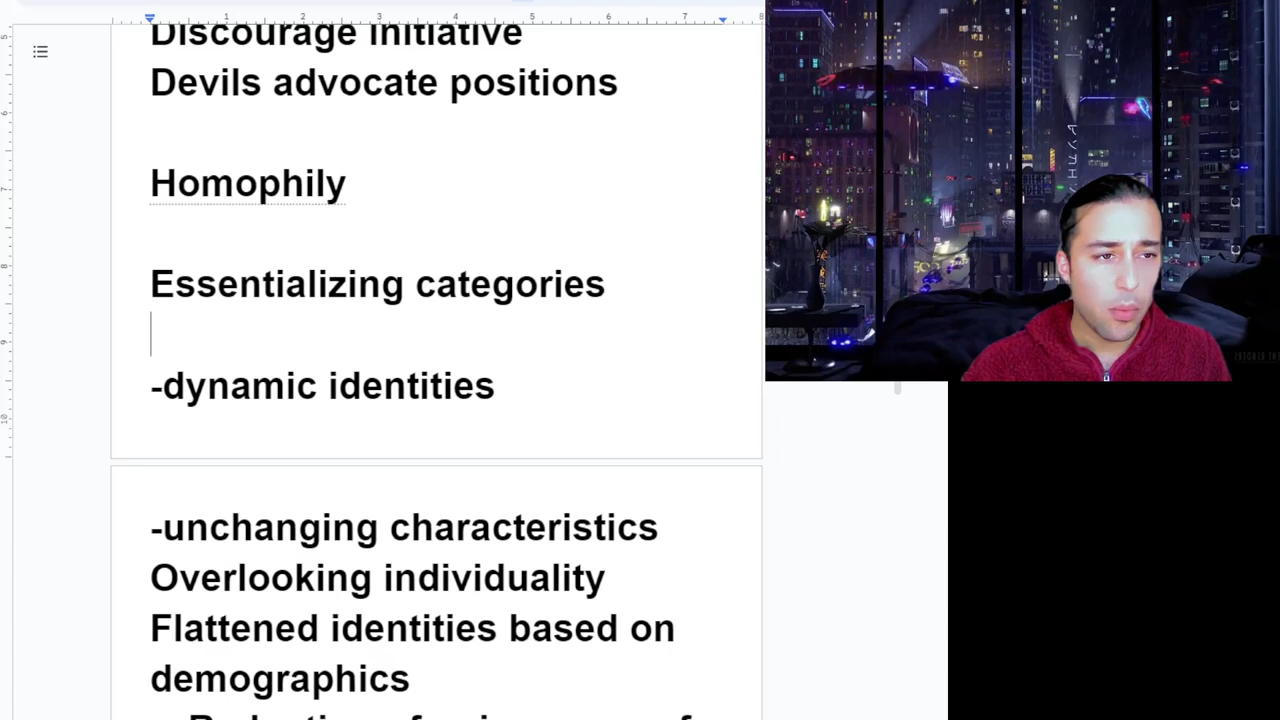 Discourage initiative
Devils advocate positions
Homophily
Essentializing categories
-dynamic identities
-unchanging characteristics
Overlooking individuality
Flattened identities based on
demographics